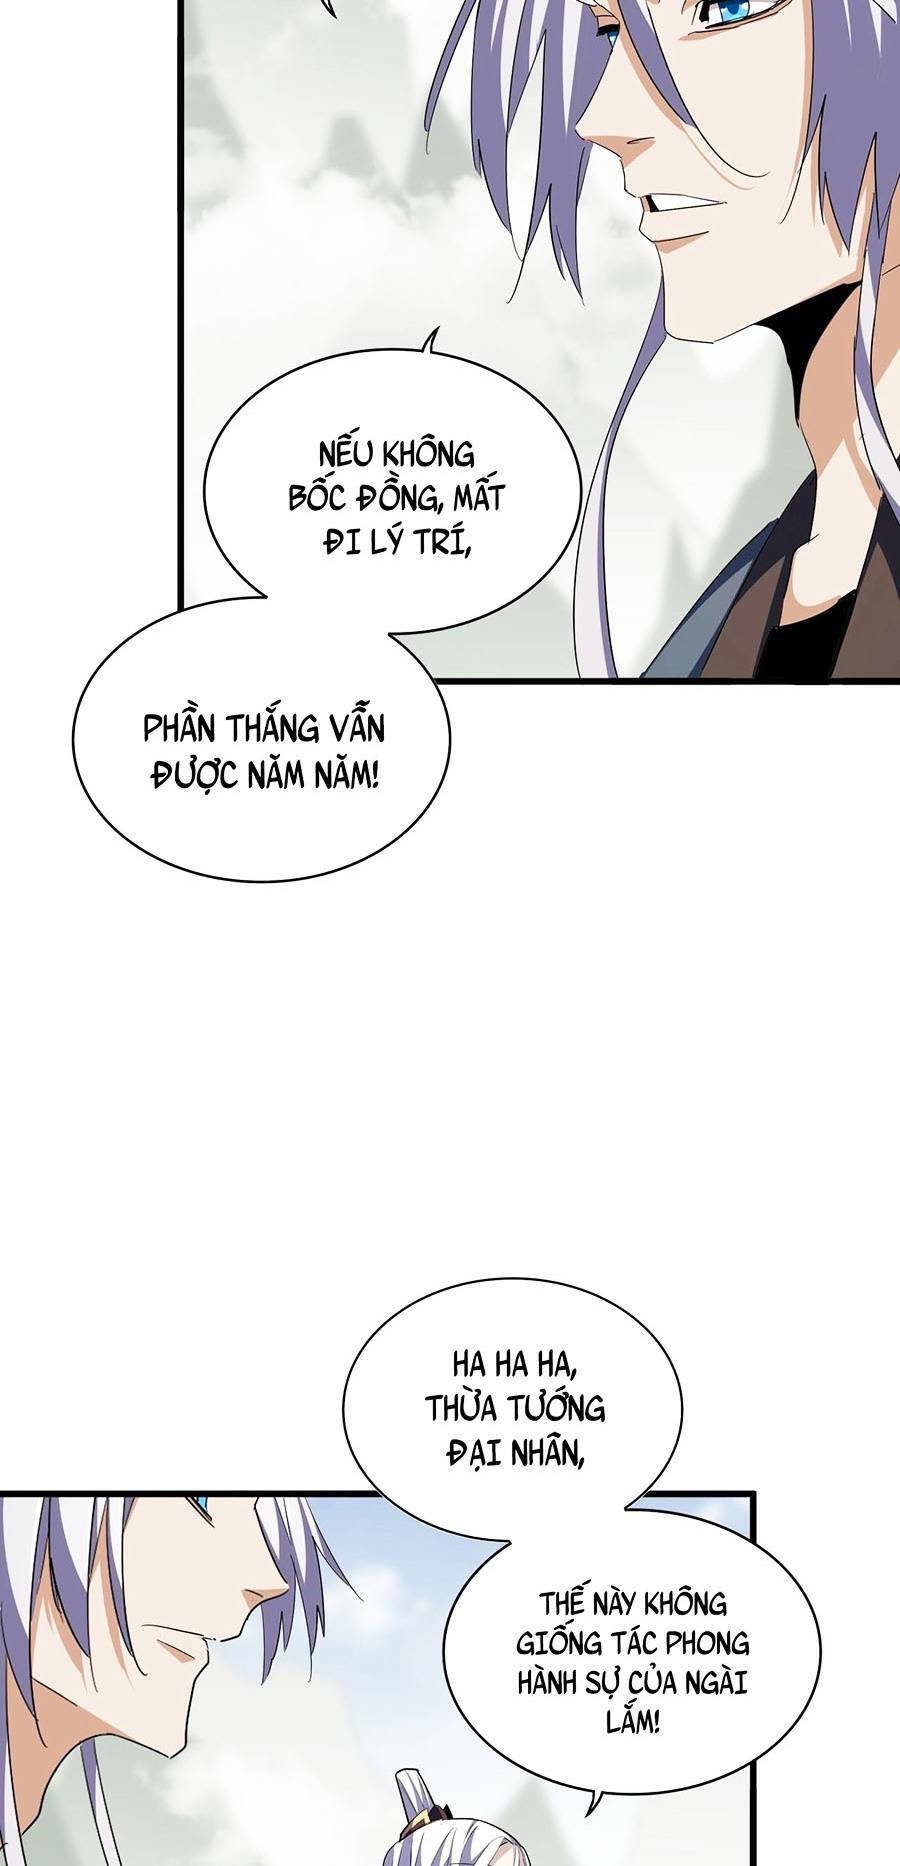 NẾU KHÔNG
BỐC ĐỒNG, MẤT
ĐI LÝ TRÍ,
PHẦN THẮNG VẪN
ĐƯỢC NĂM NĂM!
HA HA HA,
THỪA TƯỚNG
ĐẠI NHÂN,
THẾ NÀY KHÔNG
GIỐNG TÁC PHONG
HÀNH SỰ CỦA NGÀI
LẮM!